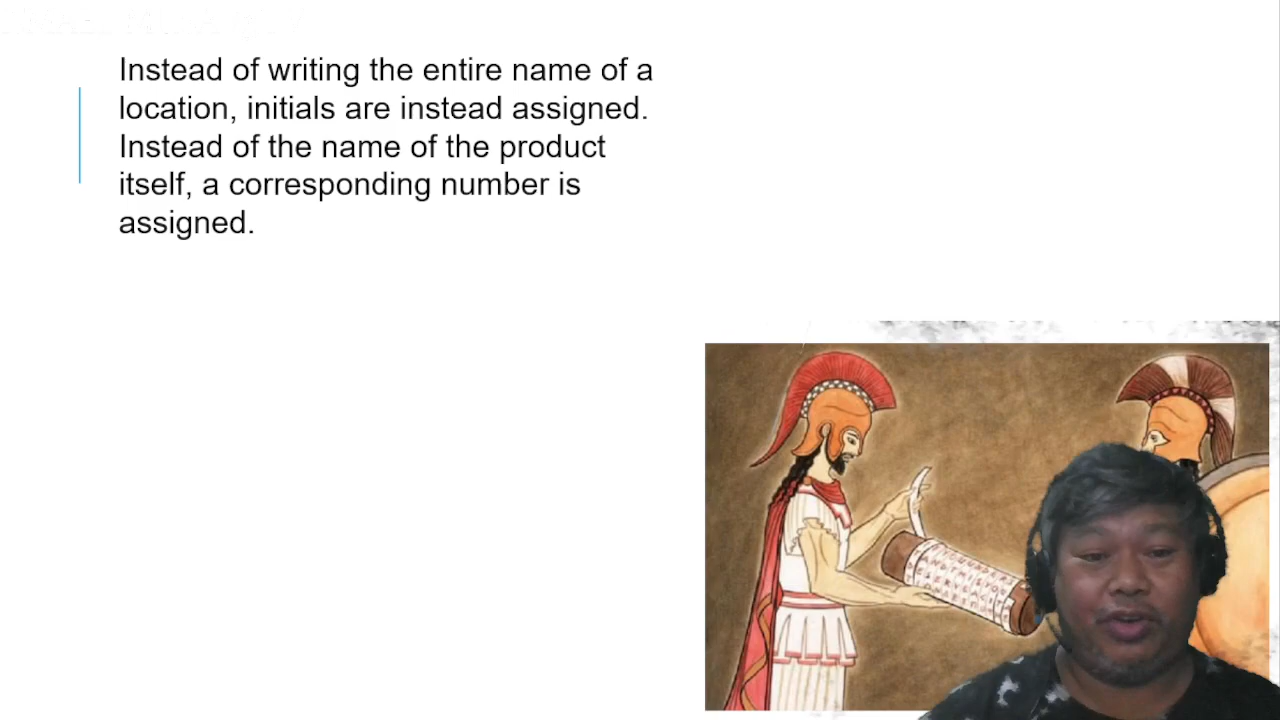 Instead of writing the entire name of a
location, initials are instead assigned.
Instead of the name of the product
itself, a corresponding number is
assigned.